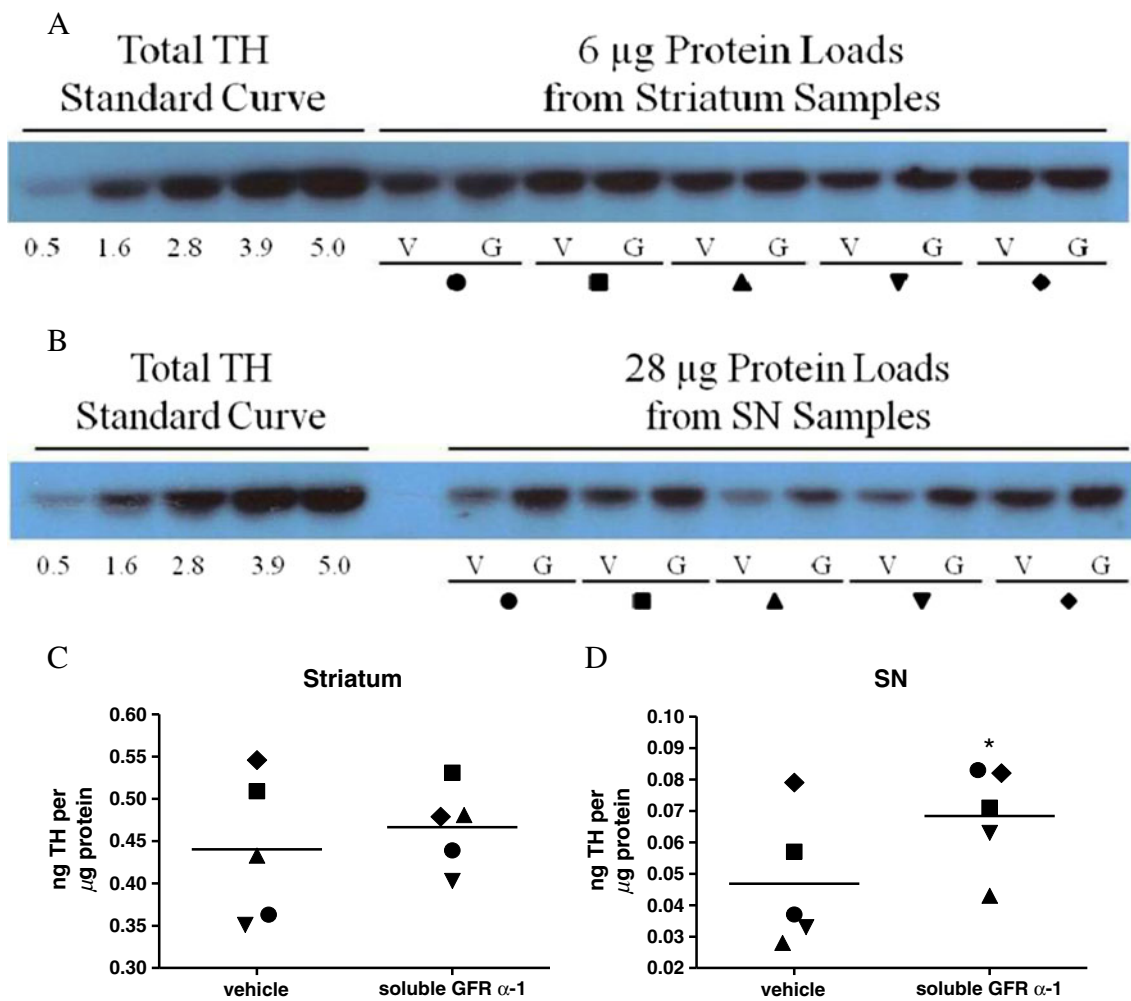 A
Total TH
Standard Curve
6 µg Protein Loads
from Striatum Samples
0.5 1.6 2.8 3.9 5.0 V G V G V G V G V G
B
Total TH
Standard Curve
28 µg Protein Loads
from SN Samples
0.5 1.6 2.8 3.9 5.0 V G V G V G V G V G
C
Striatum
ng TH per
µg protein
0.60
0.55
0.50
0.45
0.40
0.35
0.30
vehicle
soluble GFR α-1
D
SN
ng TH per
µg protein
0.10
0.09
0.08
0.07
0.06
0.05
0.04
0.03
0.02
*
vehicle
soluble GFR α-1